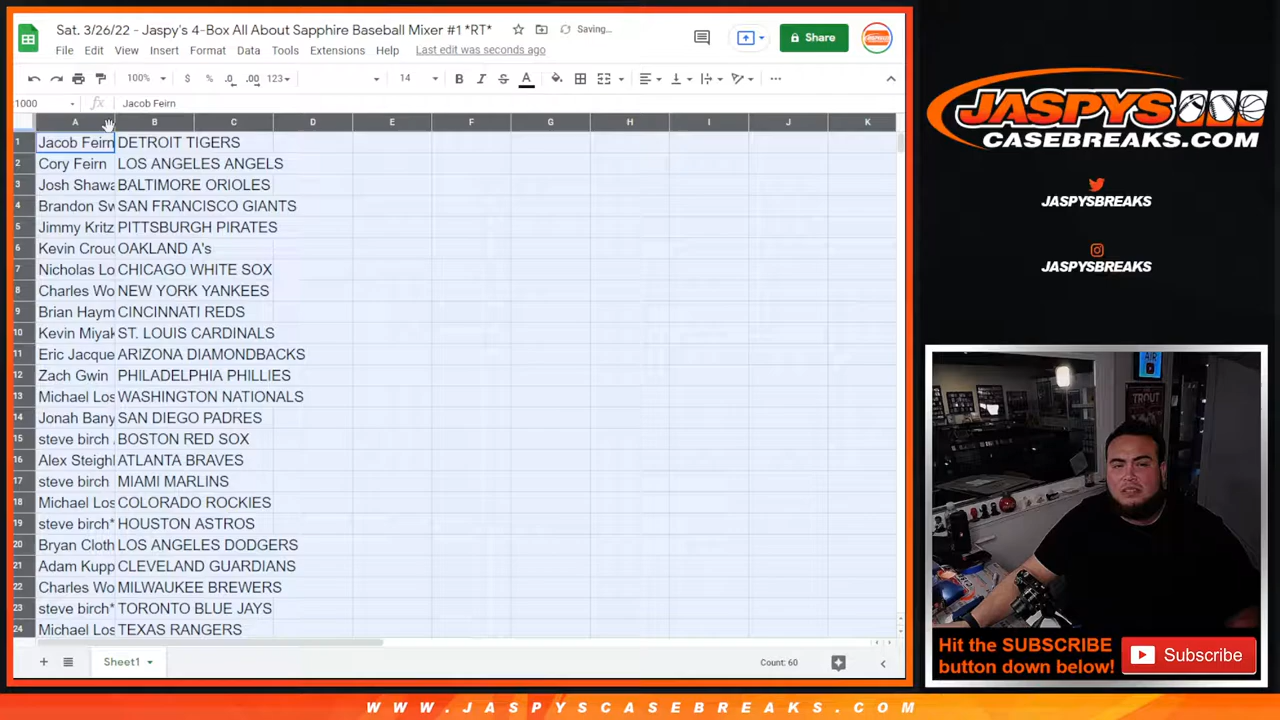 Sat. 3/26/22 - Jaspy's 4-Box All About Sapphire Baseball Mixer #1 *RT*
Saving...
File Edit View Insert Format Data Tools Extensions Help Last edit was seconds ago
Share
100% $ % .0 .00 123 14 B I S A
1000 fx Jacob Feirn
A B C D E F G H I J K
1 Jacob Feirn DETROIT TIGERS
2 Cory Feirn LOS ANGELES ANGELS
3 Josh Shawa BALTIMORE ORIOLES
4 Brandon Sw SAN FRANCISCO GIANTS
5 Jimmy Kritz PITTSBURGH PIRATES
6 Kevin Crouc OAKLAND A's
7 Nicholas Lo CHICAGO WHITE SOX
8 Charles Wo NEW YORK YANKEES
9 Brian Haym CINCINNATI REDS
10 Kevin Miyak ST. LOUIS CARDINALS
11 Eric Jacque ARIZONA DIAMONDBACKS
12 Zach Gwin PHILADELPHIA PHILLIES
13 Michael Los WASHINGTON NATIONALS
14 Jonah Bany SAN DIEGO PADRES
15 steve birch BOSTON RED SOX
16 Alex Steighl ATLANTA BRAVES
17 steve birch MIAMI MARLINS
18 Michael Los COLORADO ROCKIES
19 steve birch* HOUSTON ASTROS
20 Bryan Cloth LOS ANGELES DODGERS
21 Adam Kupp CLEVELAND GUARDIANS
22 Charles Wo MILWAUKEE BREWERS
23 steve birch* TORONTO BLUE JAYS
24 Michael Los TEXAS RANGERS
Sheet1
Count: 60
JASPYS
CASEBREAKS.COM
JASPYSBREAKS
JASPYSBREAKS
AIR
TROUT
Hit the SUBSCRIBE
button down below!
Subscribe
WWW.JASPYSCASEBREAKS.COM